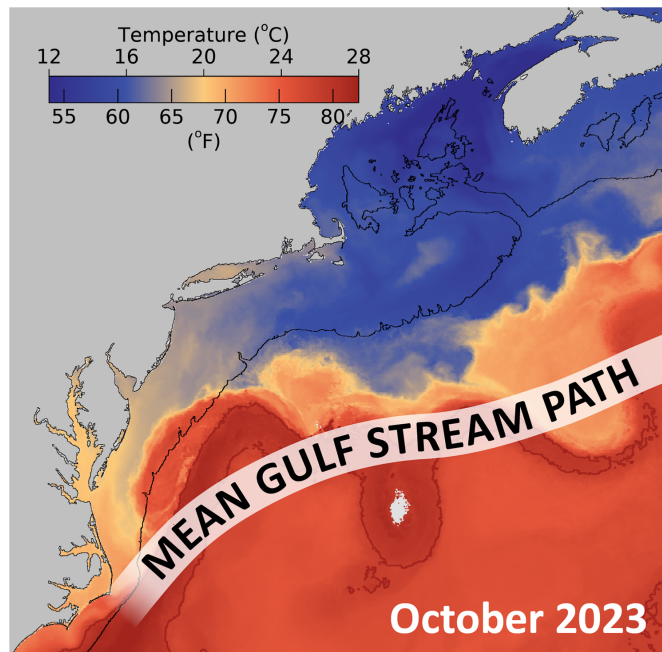 Temperature (°C)
12 16 20 24 28
55 60 65 70 75 80
(°F)
MEAN GULF STREAM PATH
October 2023